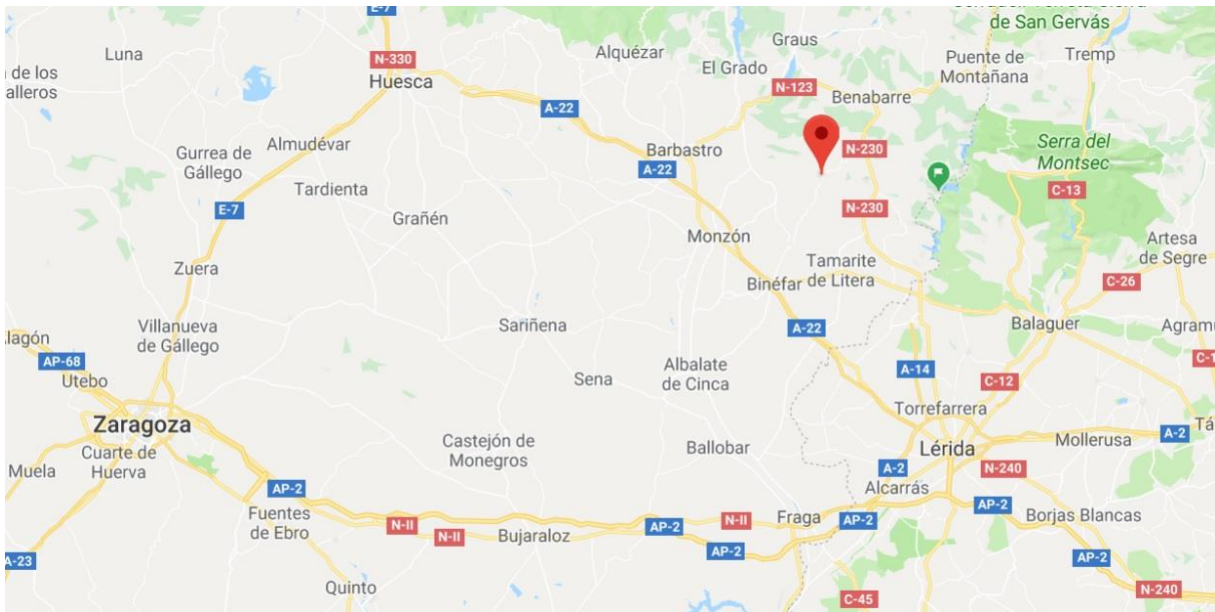 de San Gervás
E-7
Luna
N-330
Alquézar
Graus
Puente de
Montañana
Tremp
El Grado
de los
alleros
Huesca
N-123
Benabarre
A-22
Almudévar
Gurrea de
Gállego
Barbastro
A-22
N-230
Serra del
Montsec
Tardienta
C-13
E-7
Grañén
N-230
Monzón
Artesa
de Segre
Zuera
Tamarite
de Litera
Binéfar
C-26
Villanueva
de Gállego
Sariñena
A-22
Balaguer
Agramu
lagón
AP-68
Utebo
Sena
Albalate
de Cinca
A-14
C-12
C-1
Torrefarrera
Zaragoza
Cuarte de
Huerva
Castejón de
Monegros
Ballobar
Lérida
Mollerusa
A-2
Tá
Muela
A-2
N-240
AP-2
Alcarrás
AP-2
Fuentes
de Ebro
N-II
N-II
Bujaraloz
AP-2
N-II
AP-2
Fraga
AP-2
Borjas Blancas
AP-2
A-23
Quinto
C-45
N-240